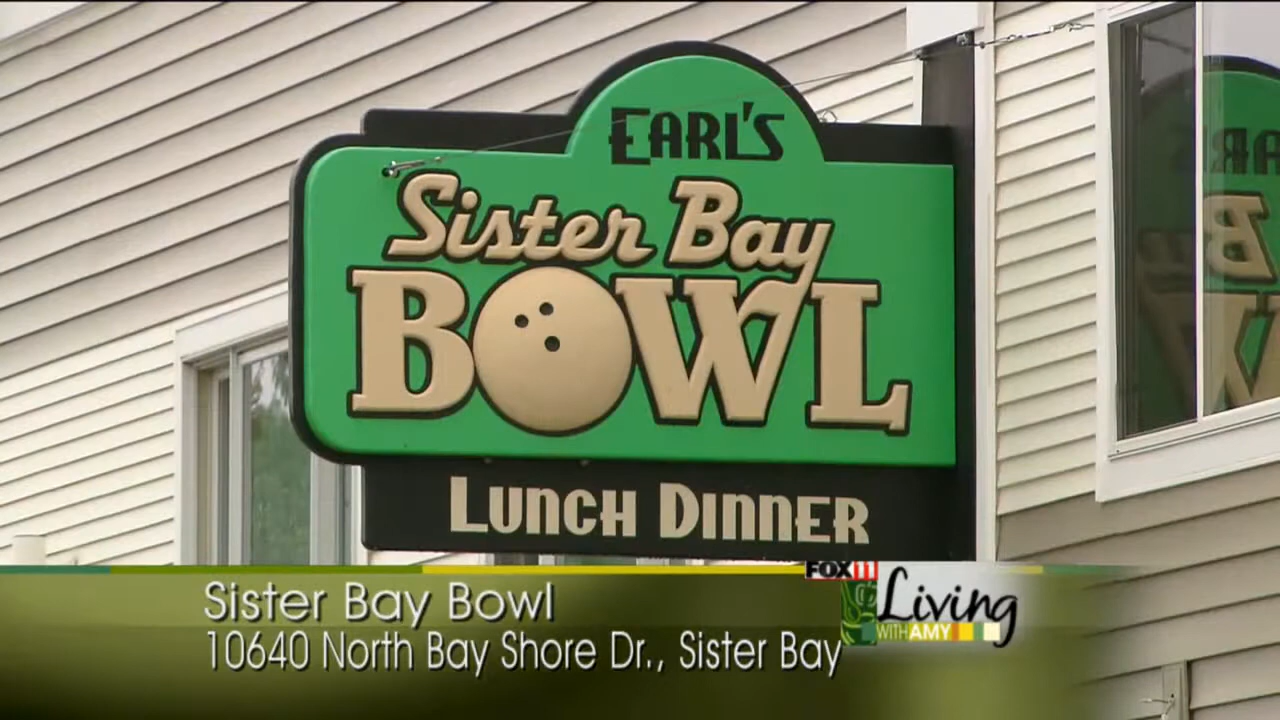 EARL'S
Sister Bay
BOWL
LUNCH DINNER
Sister Bay Bowl
10640 North Bay Shore Dr., Sister Bay
FOX 11
Living
WITH AMY